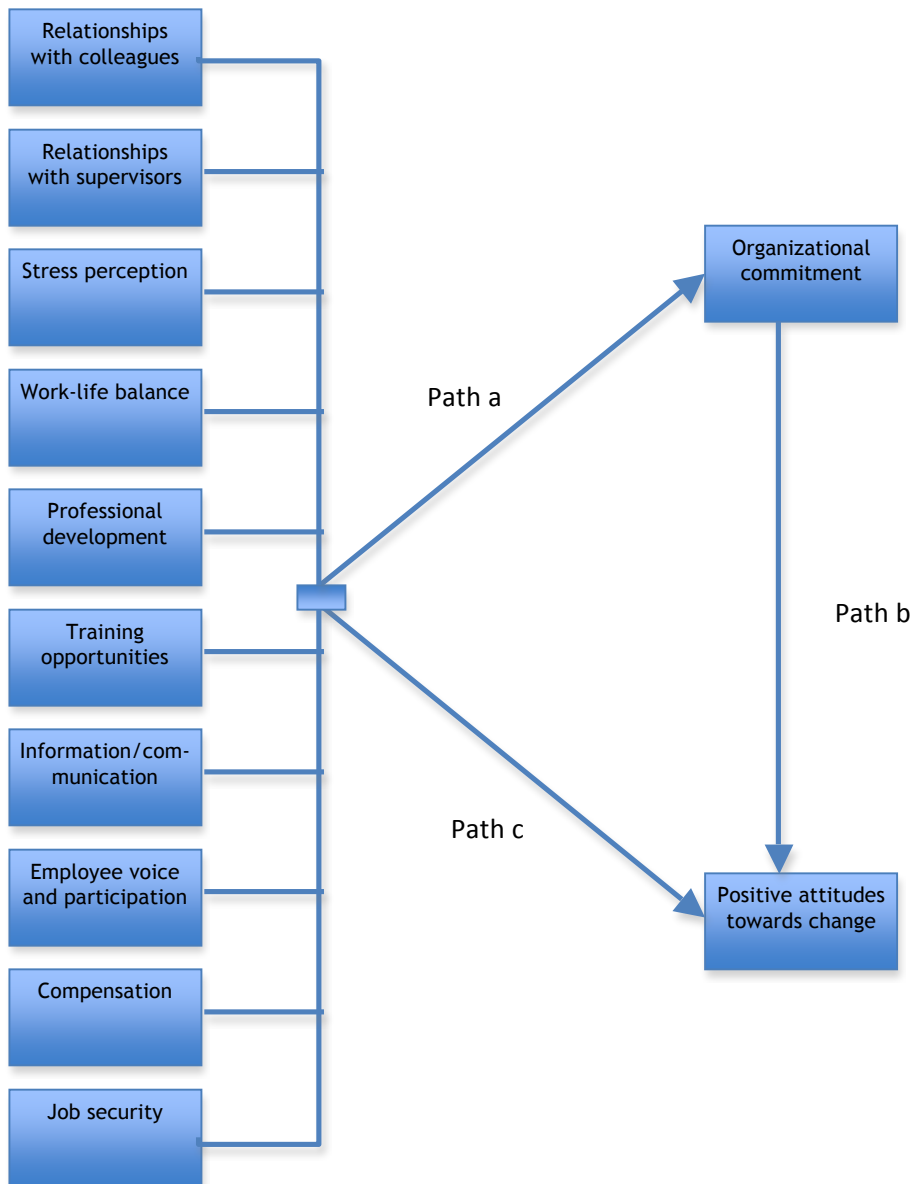 Relationships
with colleagues
Relationships
with supervisors
Stress perception
Work-life balance
Professional
development
Training
opportunities
Information/com-
munication
Employee voice
and participation
Compensation
Job security
Path a
Path c
Organizational
commitment
Path b
Positive attitudes
towards change